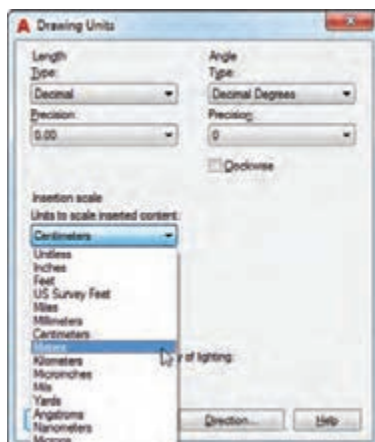 Drawing Units
Length
Type:
Decimal
Precision:
0.00
Angle
Type:
Decimal Degrees
Precision:
0
Clockwise
Insertion scale
Units to scale inserted content:
Centimeters
Unitless
Inches
Feet
US Survey Feet
Miles
Millimeters
Centimeters
Meters
Kilometers
Microinches
Mils
Yards
Angstroms
Nanometers
Microns
y of lighting:
Direction...
Help